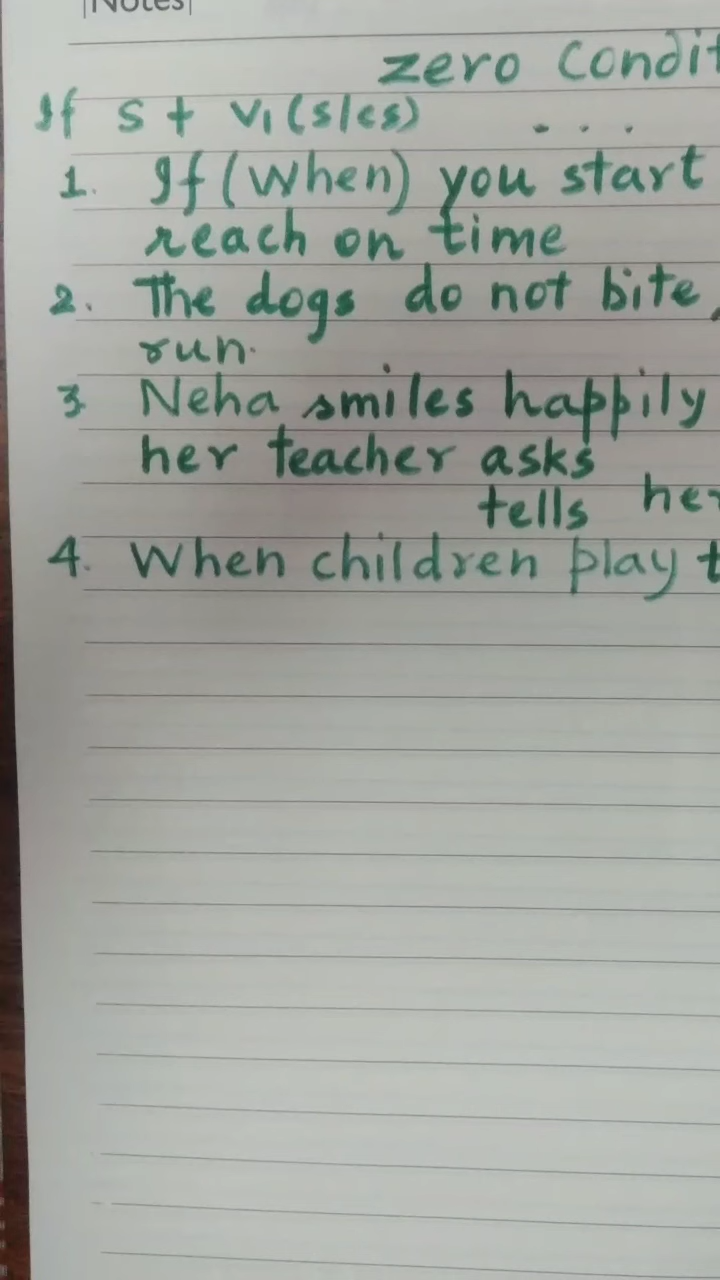 |Notes|
zero Condit
If S + V1(s/es) ...
1. If (When) you start
reach on time
2. The dogs do not bite,
run.
3 Neha smiles happily
her teacher asks
tells her
4. When children play t